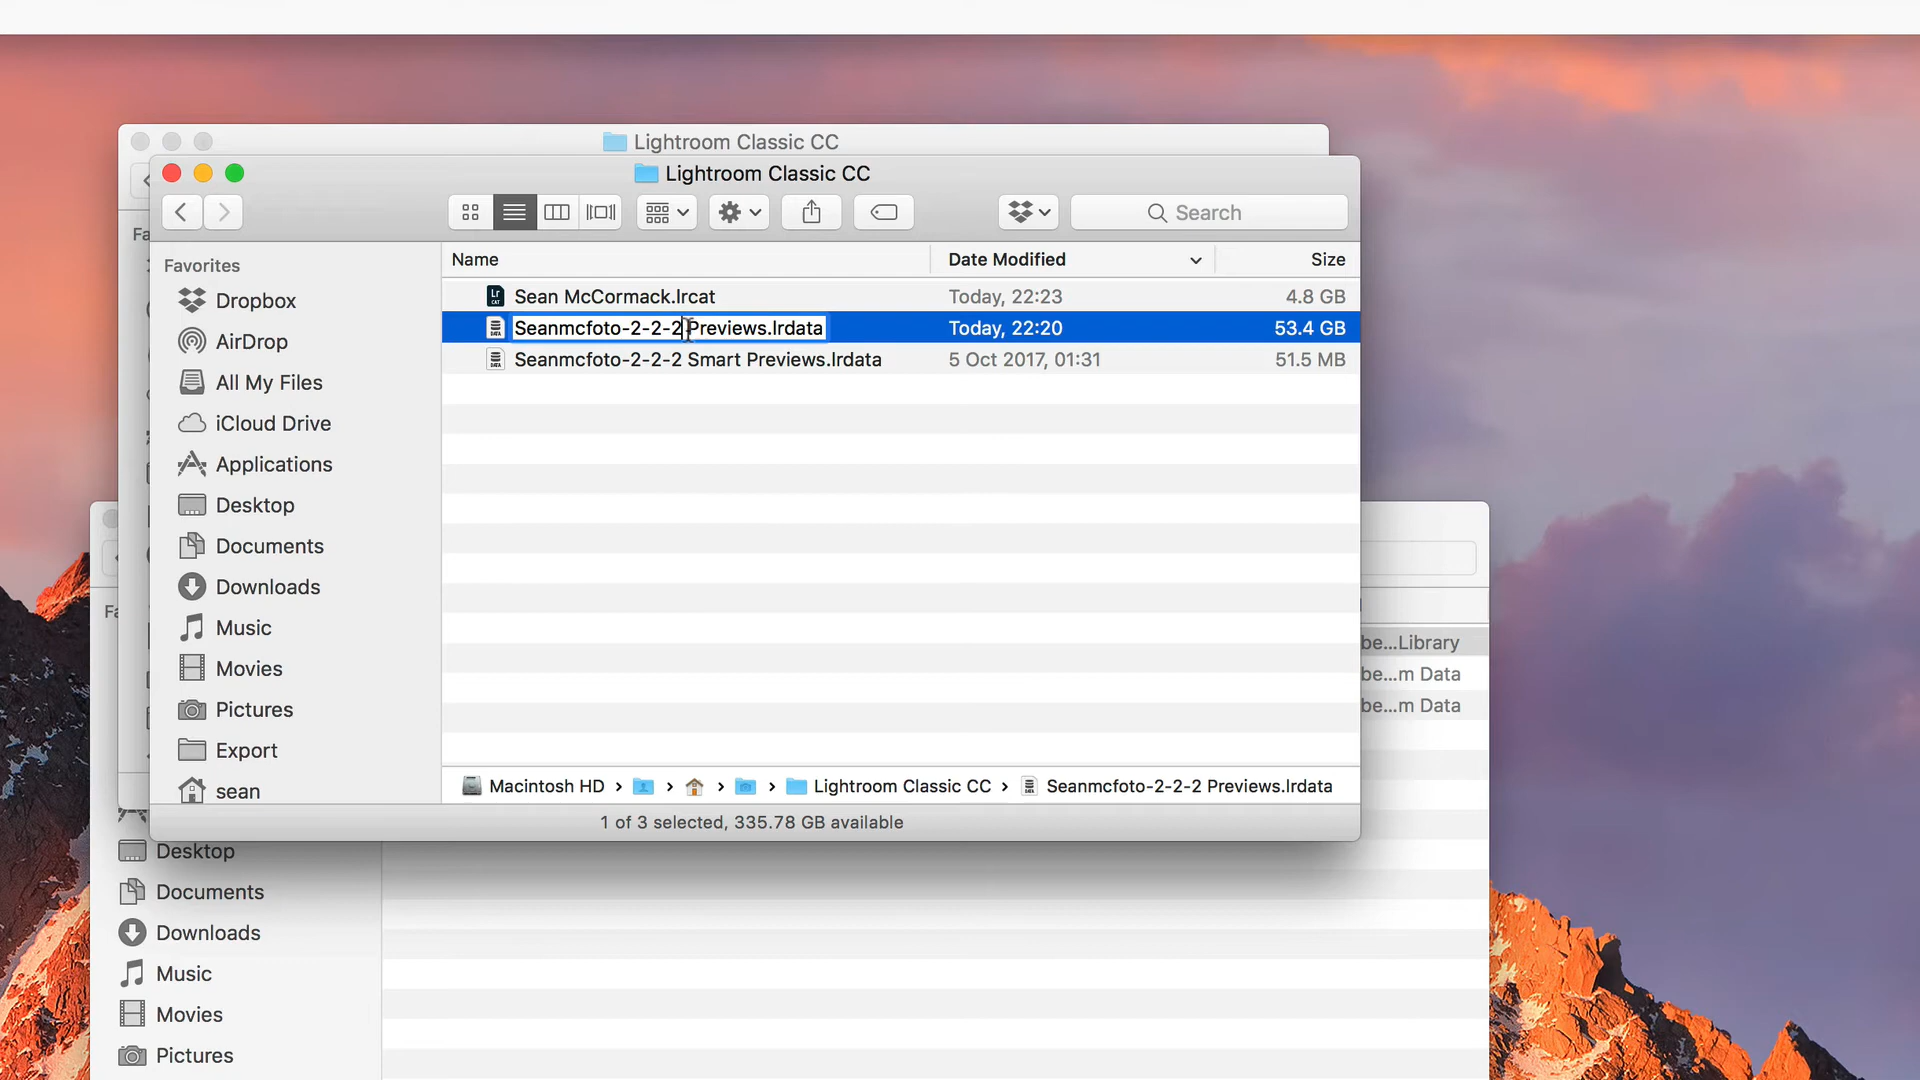 Lightroom Classic CC
Lightroom Classic CC
Search
Favorites
Dropbox
AirDrop
All My Files
iCloud Drive
Applications
Desktop
Documents
Downloads
Music
Movies
Pictures
Export
sean
Name Date Modified Size
Sean McCormack.lrcat Today, 22:23 4.8 GB
Seanmcfoto-2-2-2 Previews.lrdata Today, 22:20 53.4 GB
Seanmcfoto-2-2-2 Smart Previews.lrdata 5 Oct 2017, 01:31 51.5 MB
Macintosh HD › › › › Lightroom Classic CC › Seanmcfoto-2-2-2 Previews.lrdata
1 of 3 selected, 335.78 GB available
Fa
Fa
be...Library
be...m Data
be...m Data
Desktop
Documents
Downloads
Music
Movies
Pictures